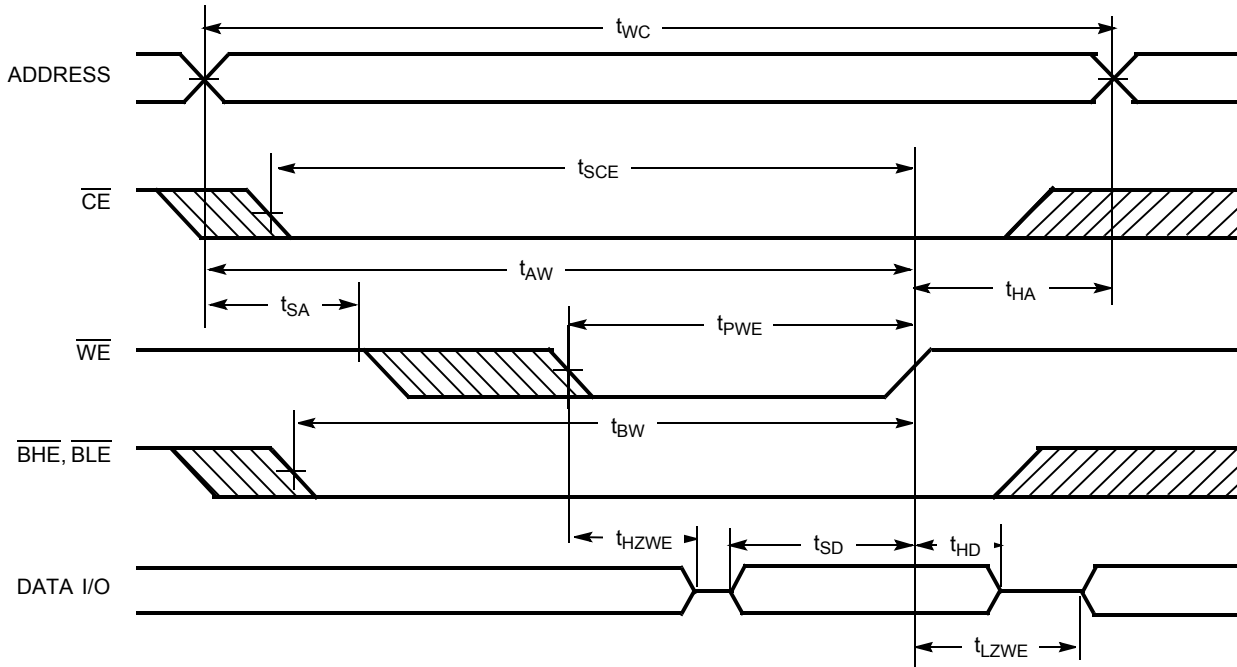 tWC
ADDRESS
tSCE
CE
tAW
tSA
tHA
tPWE
WE
tBW
BHE, BLE
tHZWE
tSD
tHD
DATA I/O
tLZWE